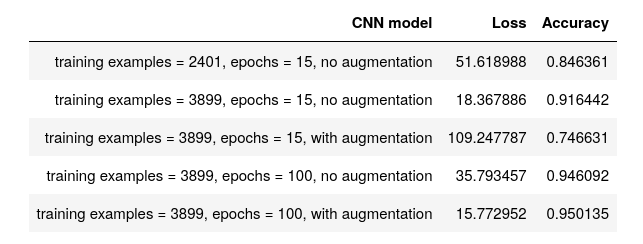 CNN model Loss Accuracy
training examples = 2401, epochs = 15, no augmentation 51.618988 0.846361
training examples = 3899, epochs = 15, no augmentation 18.367886 0.916442
training examples = 3899, epochs = 15, with augmentation 109.247787 0.746631
training examples = 3899, epochs = 100, no augmentation 35.793457 0.946092
training examples = 3899, epochs = 100, with augmentation 15.772952 0.950135